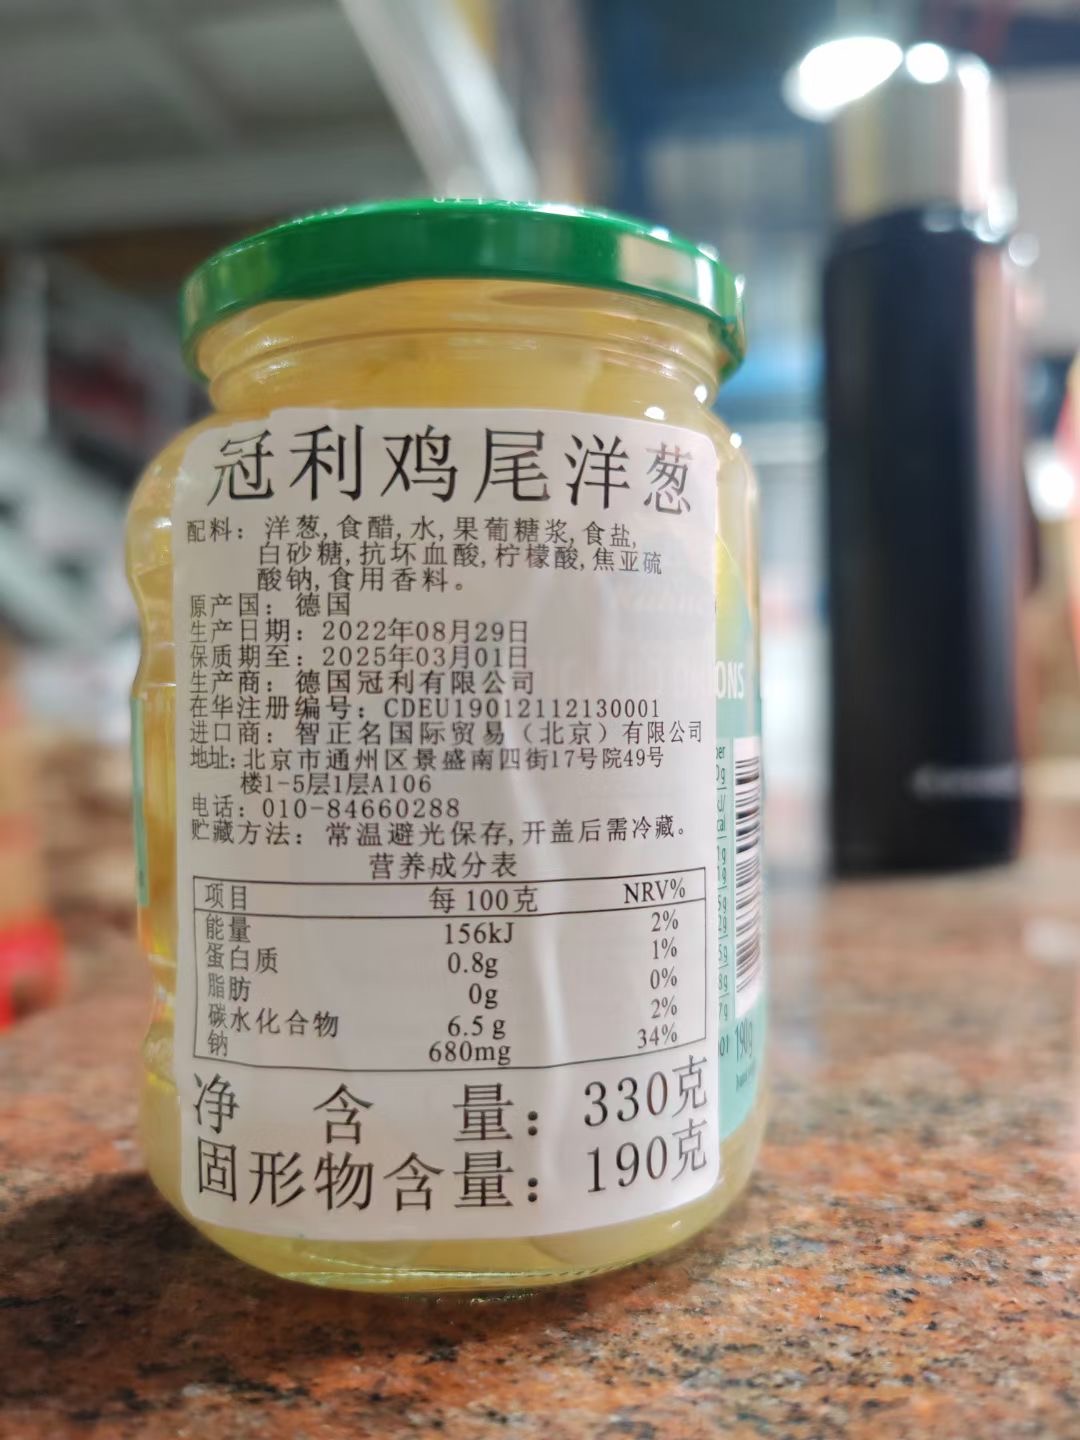 冠利鸡尾洋葱
配料：洋葱,食醋,水,果葡糖浆,食盐,
白砂糖,抗坏血酸,柠檬酸,焦亚硫
酸钠,食用香料。
原产国：德国
生产日期：2022年08月29日
保质期至：2025年03月01日
生产商：德国冠利有限公司
在华注册编号：CDEU19012112130001
进口商：智正名国际贸易（北京）有限公司
地址:北京市通州区景盛南四街17号院49号
楼1-5层1层A106
电话：010-84660288
贮藏方法：常温避光保存,开盖后需冷藏。
营养成分表
项目 每100克 NRV%
能量 156kJ 2%
蛋白质 0.8g 1%
脂肪 0g 0%
碳水化合物 6.5g 2%
钠 680mg 34%
净含量：330克
固形物含量：190克
ONS
190g